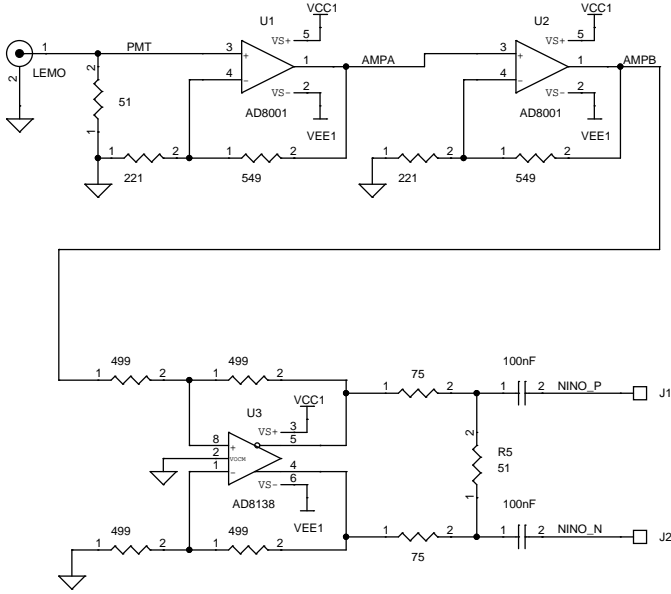 U1
VCC1
VS+ 5
1
PMT
3
+
LEMO
2
4
-
1
AMPA
VS- 2
AD8001
VEE1
2
51
1
1
2
221
1
2
549
U2
VCC1
VS+ 5
3
+
4
-
1
AMPB
VS- 2
AD8001
VEE1
1
2
221
1
2
549
499
1
2
499
1
2
U3
VCC1
VS+ 3
8
+
5
2
VOCM
1
-
4
VS- 6
AD8138
VEE1
499
1
2
499
1
2
75
1
2
100nF
1
2
NINO_P
J1
2
R5
51
1
100nF
1
2
NINO_N
J2
1
2
75